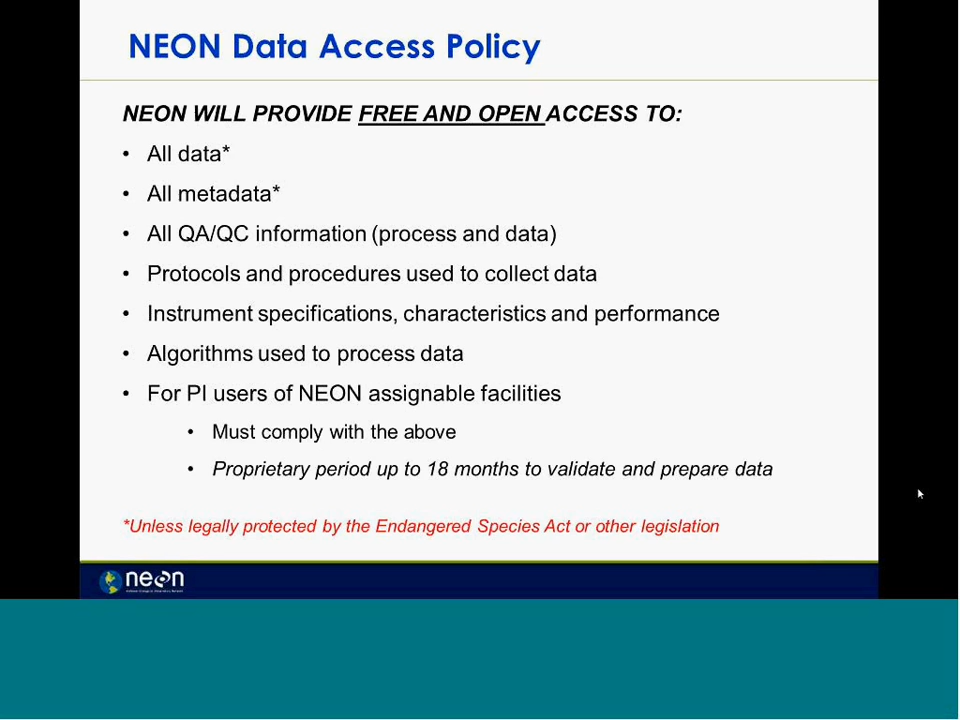 NEON Data Access Policy
NEON WILL PROVIDE FREE AND OPEN ACCESS TO:
• All data*
• All metadata*
• All QA/QC information (process and data)
• Protocols and procedures used to collect data
• Instrument specifications, characteristics and performance
• Algorithms used to process data
• For PI users of NEON assignable facilities
• Must comply with the above
• Proprietary period up to 18 months to validate and prepare data
*Unless legally protected by the Endangered Species Act or other legislation
neon